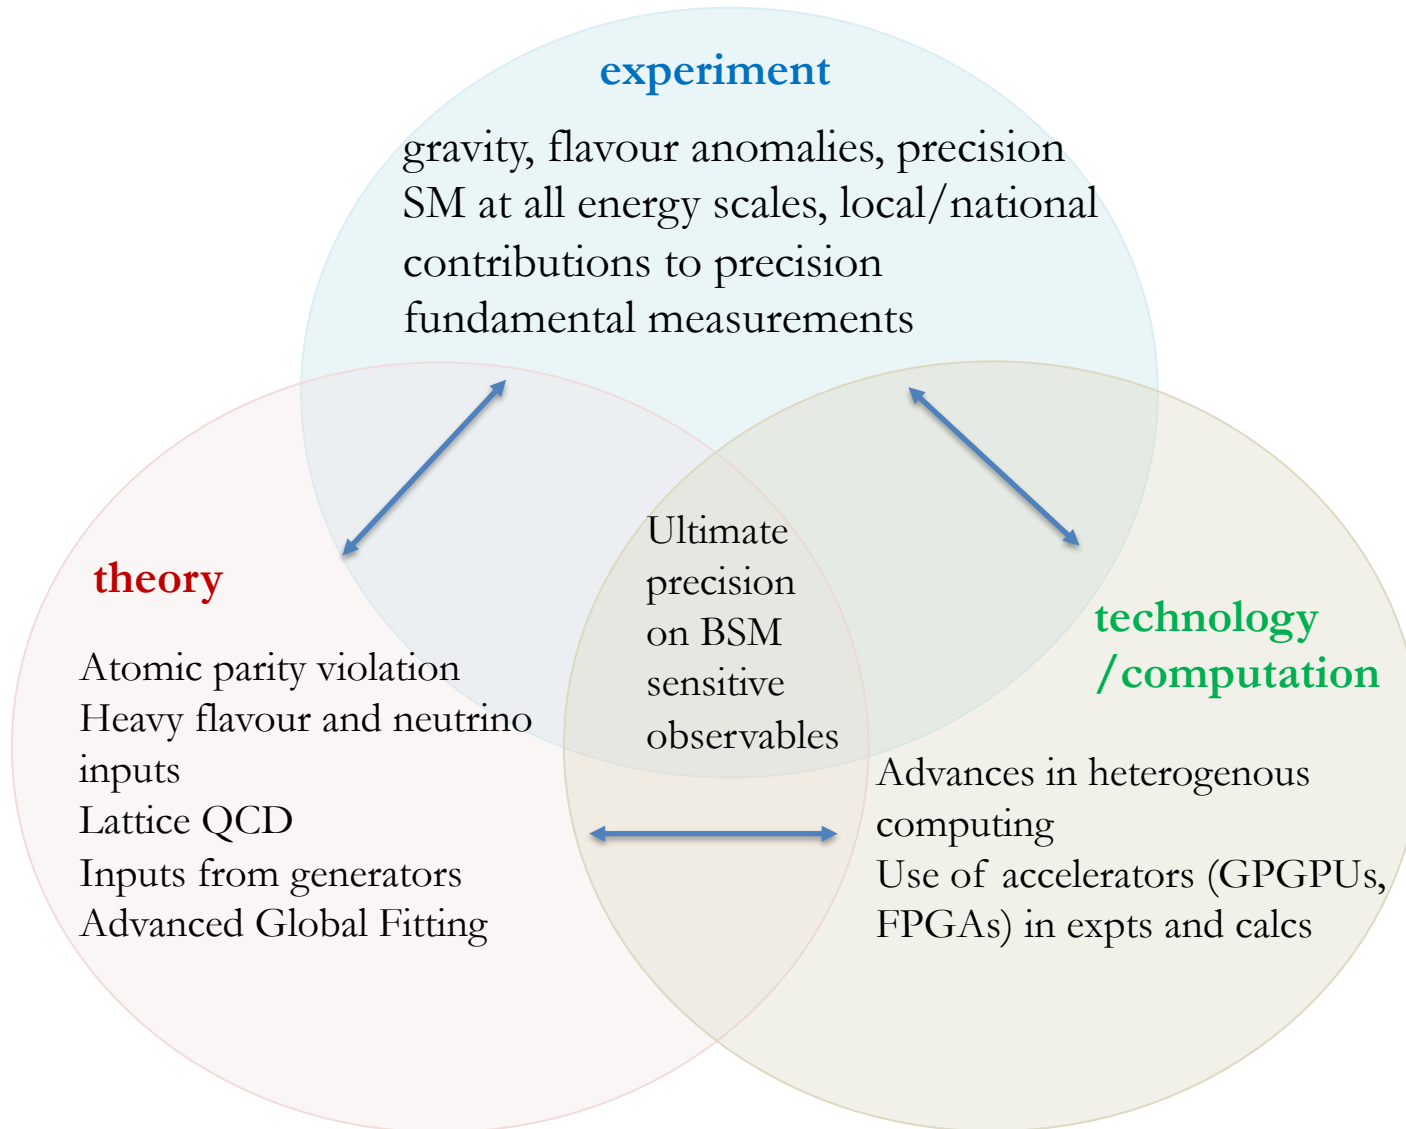 experiment
gravity, flavour anomalies, precision
SM at all energy scales, local/national
contributions to precision
fundamental measurements
theory
Atomic parity violation
Heavy flavour and neutrino
inputs
Lattice QCD
Inputs from generators
Advanced Global Fitting
Ultimate
precision
on BSM
sensitive
observables
technology
/computation
Advances in heterogenous
computing
Use of accelerators (GPGPUs,
FPGAs) in expts and calcs